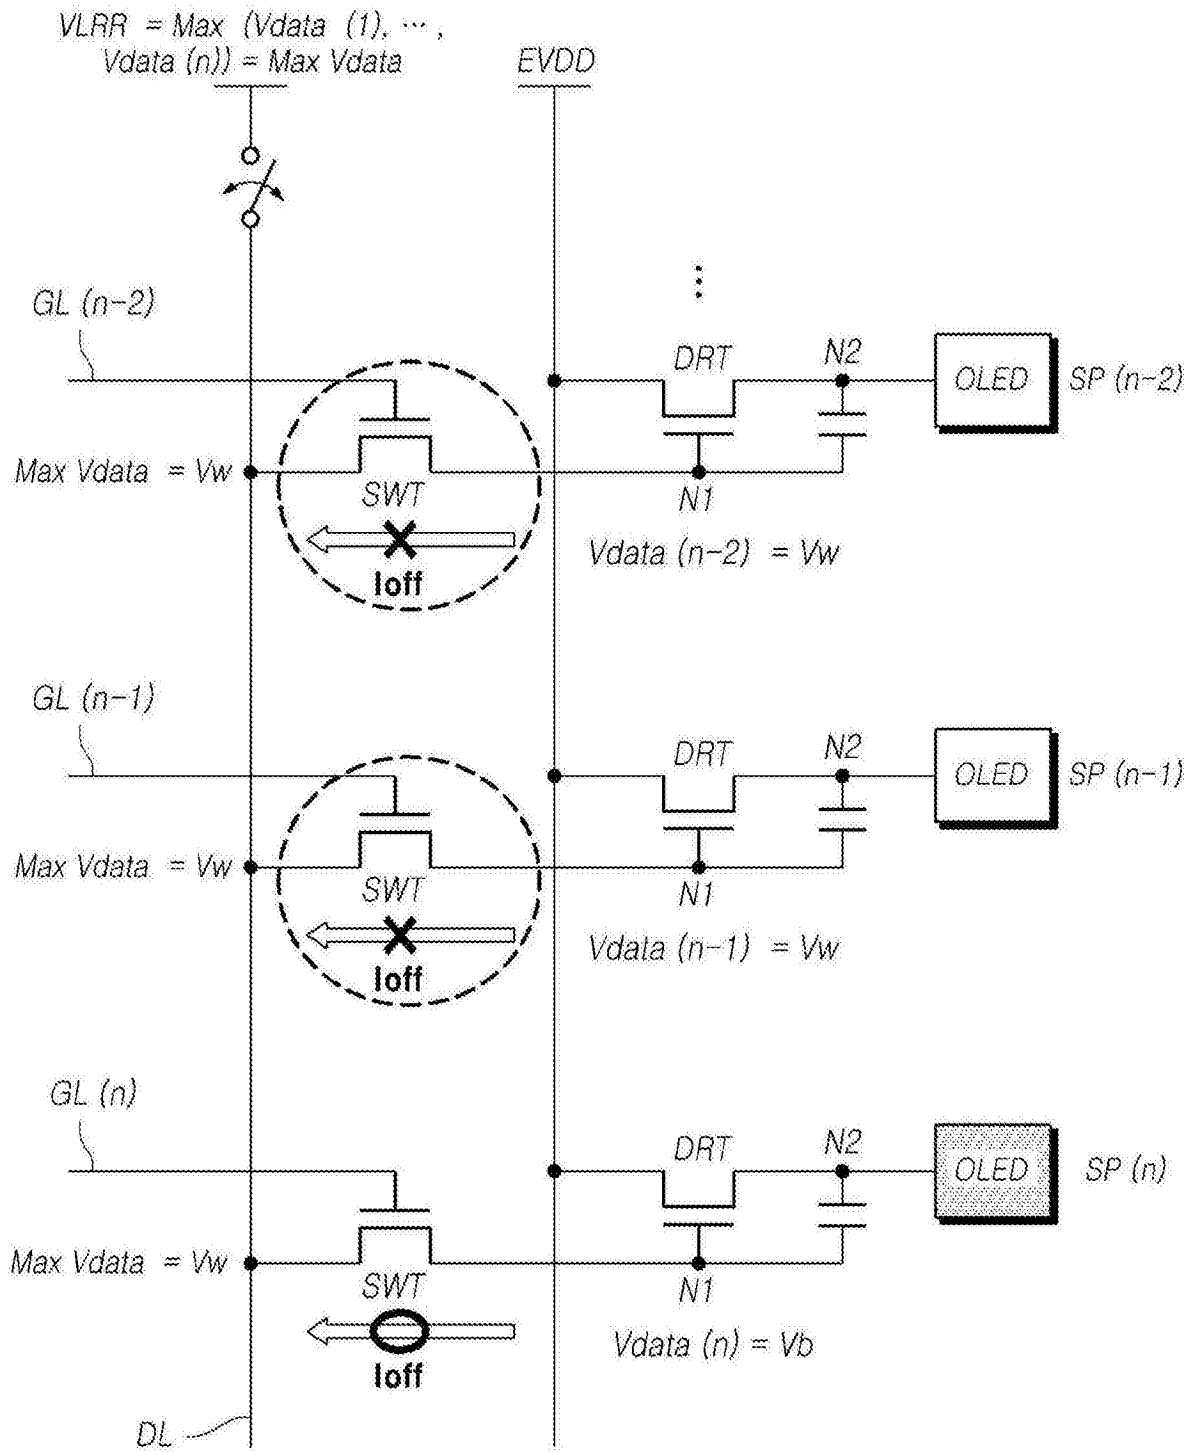 VLRR = Max (Vdata (1), ··· ,
Vdata (n)) = Max Vdata
EVDD
GL (n-2)
DRT
N2
OLED
SP (n-2)
Max Vdata = Vw
SWT
N1
Ioff
Vdata (n-2) = Vw
GL (n-1)
DRT
N2
OLED
SP (n-1)
Max Vdata = Vw
SWT
N1
Ioff
Vdata (n-1) = Vw
GL (n)
DRT
N2
OLED
SP (n)
Max Vdata = Vw
SWT
N1
Ioff
Vdata (n) = Vb
DL